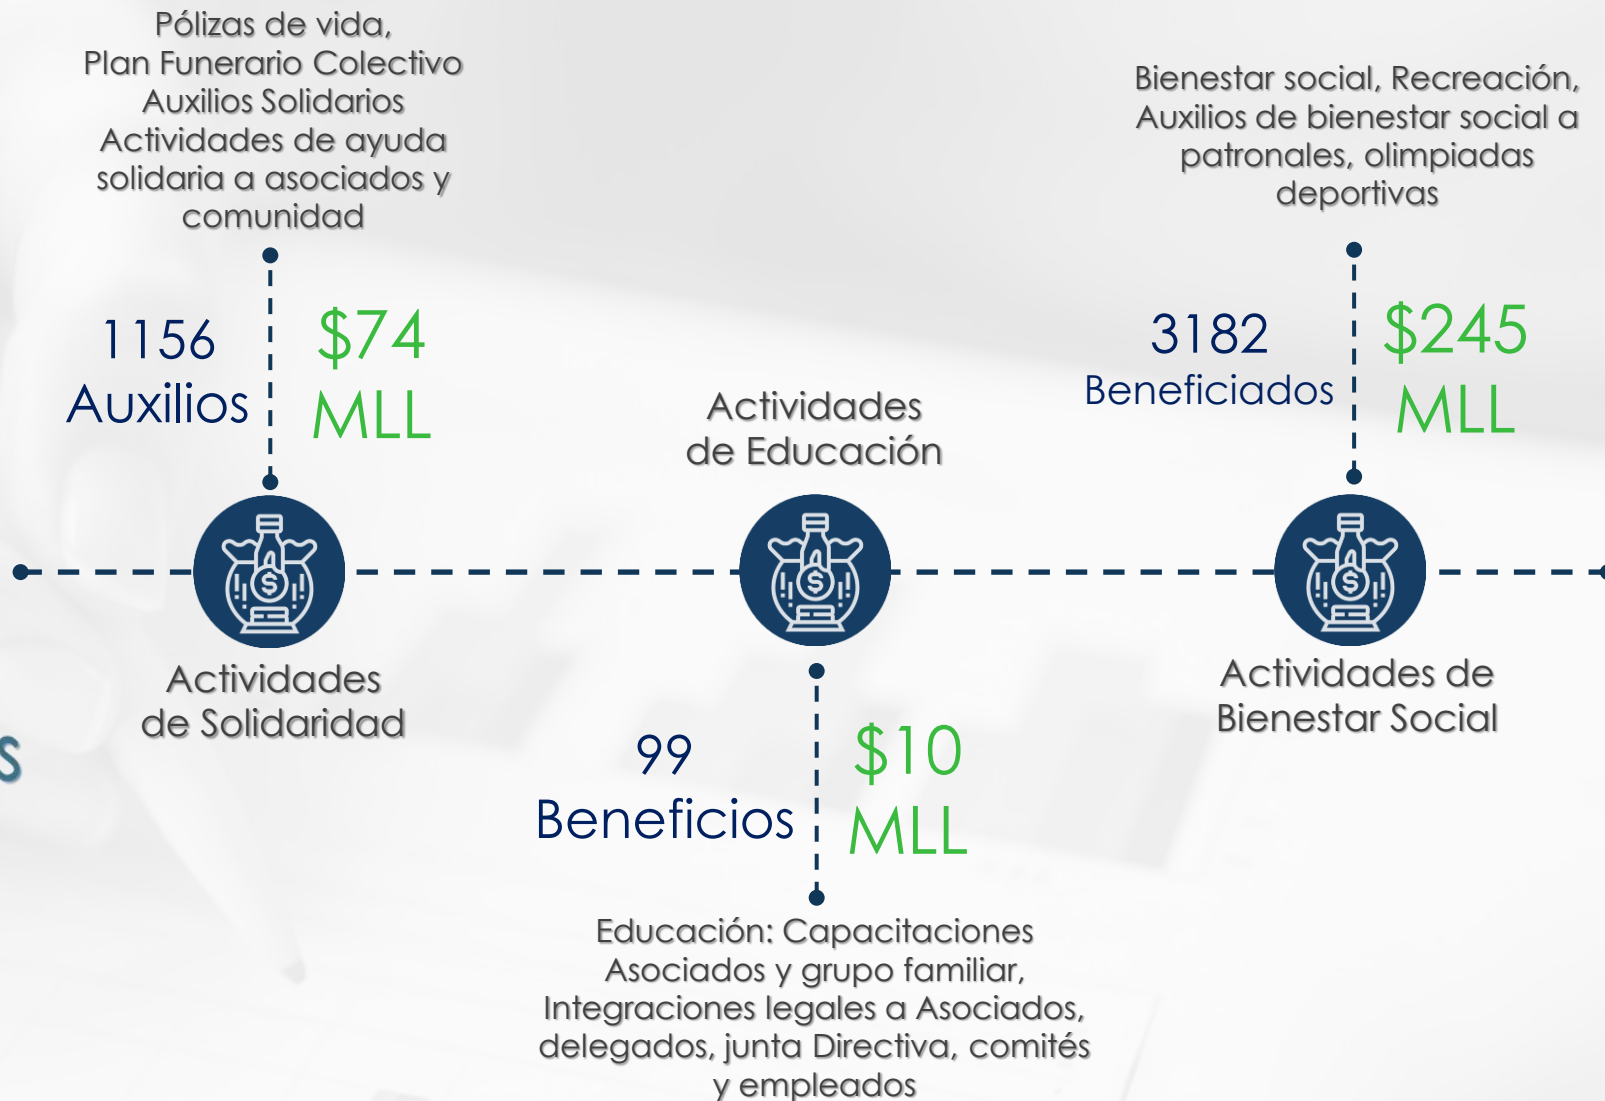 Pólizas de vida,
Plan Funerario Colectivo
Auxilios Solidarios
Actividades de ayuda
solidaria a asociados y
comunidad
1156
Auxilios
$74
MLL
Actividades
de Solidaridad
Actividades
de Educación
99
Beneficios
$10
MLL
Educación: Capacitaciones
Asociados y grupo familiar,
Integraciones legales a Asociados,
delegados, junta Directiva, comités
y empleados
Bienestar social, Recreación,
Auxilios de bienestar social a
patronales, olimpiadas
deportivas
3182
Beneficiados
$245
MLL
Actividades de
Bienestar Social
s